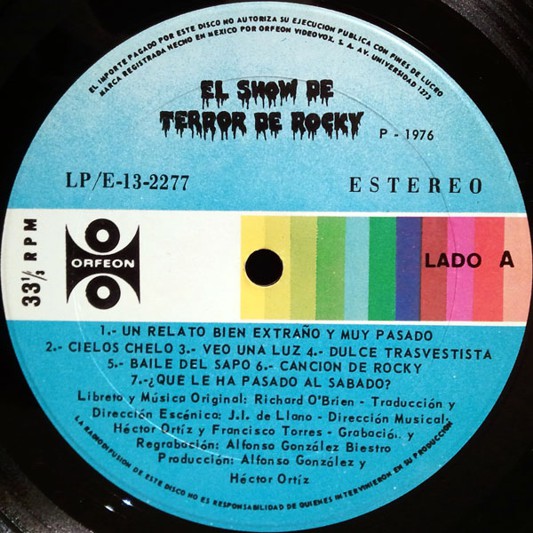 EL IMPORTE PAGADO POR ESTE DISCO NO AUTORIZA SU EJECUCION PUBLICA CON FINES DE LUCRO
MARCA REGISTRADA HECHO EN MEXICO POR ORFEON VIDEOVOX, S. A. AV. UNIVERSIDAD 1273
EL SHOW DE
TERROR DE ROCKY
P - 1976
LP/E-13-2277
ESTEREO
33⅓ RPM
ORFEON
LADO A
1.- UN RELATO BIEN EXTRAÑO Y MUY PASADO
2.- CIELOS CHELO 3.- VEO UNA LUZ 4.- DULCE TRASVESTISTA
5.- BAILE DEL SAPO 6.- CANCION DE ROCKY
7.-¿QUE LE HA PASADO AL SABADO?
Libreto y Música Original: Richard O'Brien - Traducción y
Dirección Escénica: J.I. de Llano - Dirección Musical-
Héctor Ortíz y Francisco Torres - Grabació. y
Regrabación: Alfonso González Biestro
Producción: Alfonso González y
Héctor Ortíz
LA RADIODIFUSION DE ESTE DISCO NO ES RESPONSABILIDAD DE QUIENES INTERVINIERON EN SU PRODUCCION